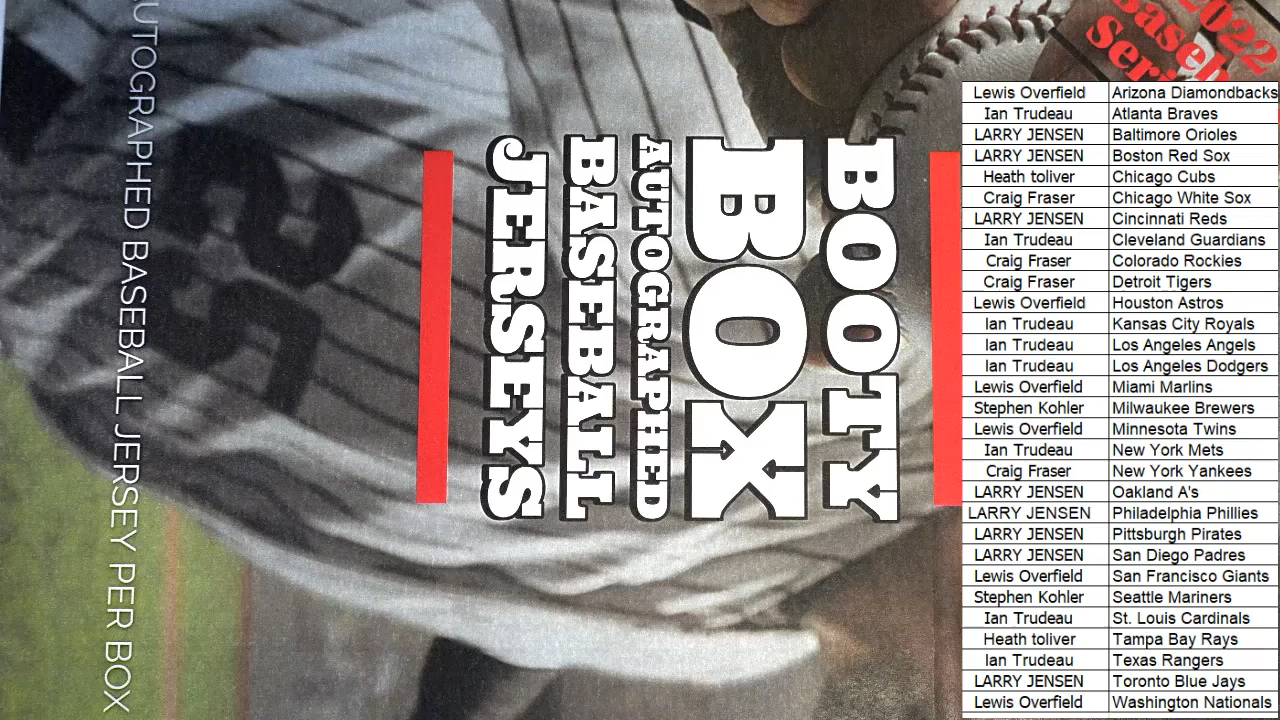 2022
Baseb
Seri
BOOTY
BOX
AUTOGRAPHED
BASEBALL
JERSEYS
AUTOGRAPHED BASEBALL JERSEY PER BOX
Lewis Overfield Arizona Diamondbacks
Ian Trudeau Atlanta Braves
LARRY JENSEN Baltimore Orioles
LARRY JENSEN Boston Red Sox
Heath toliver Chicago Cubs
Craig Fraser Chicago White Sox
LARRY JENSEN Cincinnati Reds
Ian Trudeau Cleveland Guardians
Craig Fraser Colorado Rockies
Craig Fraser Detroit Tigers
Lewis Overfield Houston Astros
Ian Trudeau Kansas City Royals
Ian Trudeau Los Angeles Angels
Ian Trudeau Los Angeles Dodgers
Lewis Overfield Miami Marlins
Stephen Kohler Milwaukee Brewers
Lewis Overfield Minnesota Twins
Ian Trudeau New York Mets
Craig Fraser New York Yankees
LARRY JENSEN Oakland A's
LARRY JENSEN Philadelphia Phillies
LARRY JENSEN Pittsburgh Pirates
LARRY JENSEN San Diego Padres
Lewis Overfield San Francisco Giants
Stephen Kohler Seattle Mariners
Ian Trudeau St. Louis Cardinals
Heath toliver Tampa Bay Rays
Ian Trudeau Texas Rangers
LARRY JENSEN Toronto Blue Jays
Lewis Overfield Washington Nationals